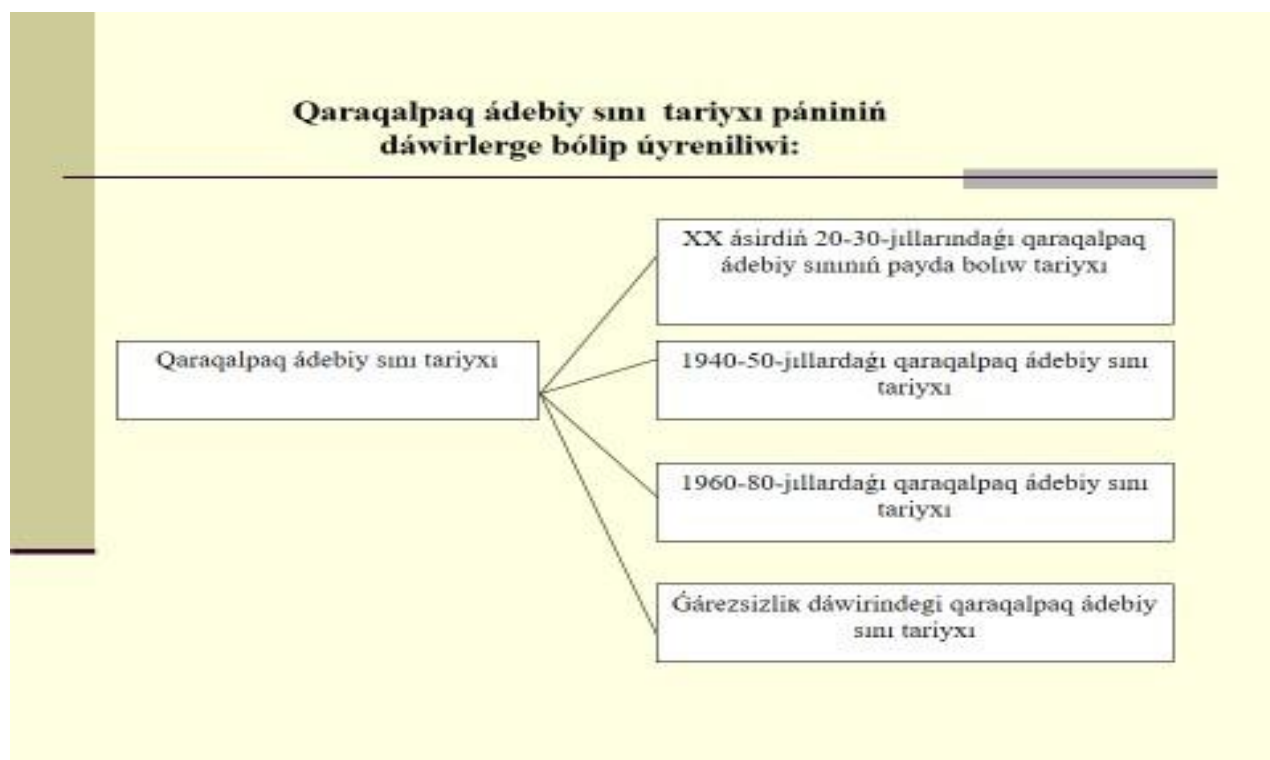 Qaraqalpaq ádebiy sını tariyxı pániniń
dáwirlerge bólip úyreniliwi:
XX ásirdiń 20-30-jıllarındaǵı qaraqalpaq
ádebiy sınınıń payda bolıw tariyxı
Qaraqalpaq ádebiy sını tariyxı
1940-50-jıllardaǵı qaraqalpaq ádebiy sını
tariyxı
1960-80-jıllardaǵı qaraqalpaq ádebiy sını
tariyxı
Ǵárezsizliк dáwirindegi qaraqalpaq ádebiy
sını tariyxı